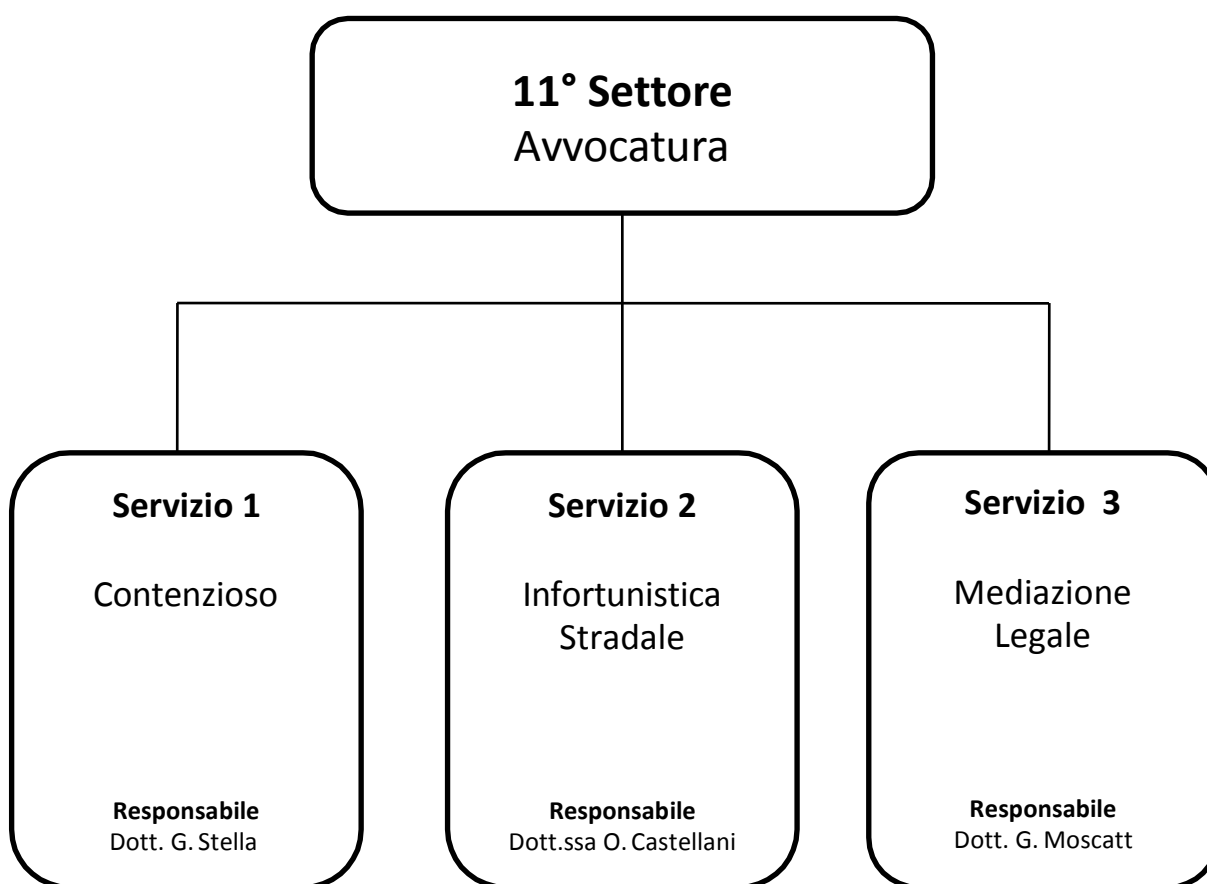 11° Settore
Avvocatura
Servizio 1
Contenzioso
Responsabile
Dott. G. Stella
Servizio 2
Infortunistica
Stradale
Responsabile
Dott.ssa O. Castellani
Servizio 3
Mediazione
Legale
Responsabile
Dott. G. Moscatt